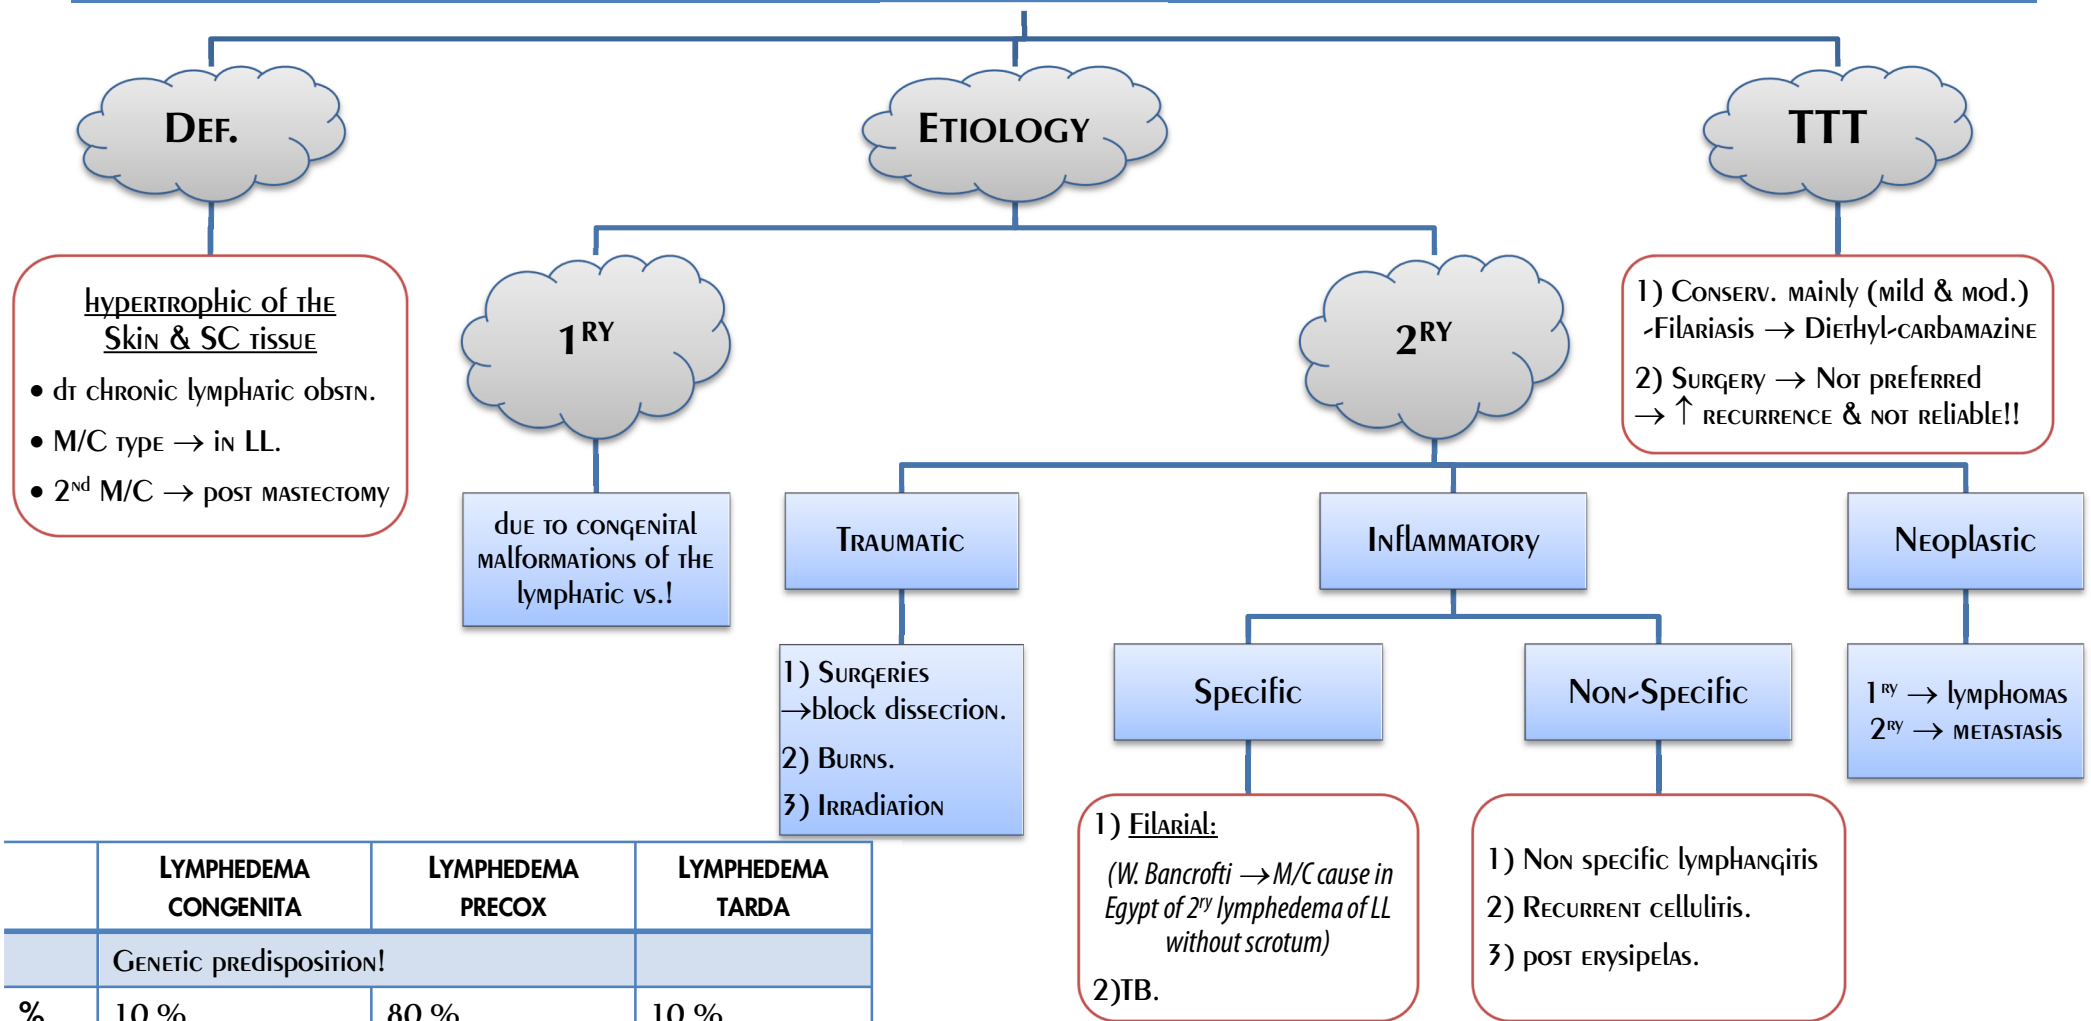 Def.
Etiology
TTT
hypertrophic of the
Skin & SC tissue
• dt chronic lymphatic obstn.
• M/C type → in LL.
• 2nd M/C → post mastectomy
1RY
2RY
1) Conserv. mainly (mild & mod.)
-Filariasis → Diethyl-carbamazine
2) Surgery → Not preferred
→ ↑ recurrence & not reliable!!
due to congenital
malformations of the
lymphatic vs.!
Traumatic
Inflammatory
Neoplastic
1) Surgeries
→block dissection.
2) Burns.
3) Irradiation
Specific
Non-Specific
1ry → lymphomas
2ry → metastasis
1) Filarial:
(W. Bancrofti → M/C cause in
Egypt of 2ry lymphedema of LL
without scrotum)
2)TB.
1) Non specific lymphangitis
2) Recurrent cellulitis.
3) post erysipelas.
Lymphedema congenita
Lymphedema precox
Lymphedema tarda
Genetic predisposition!
% 10 % 80 % 10 %